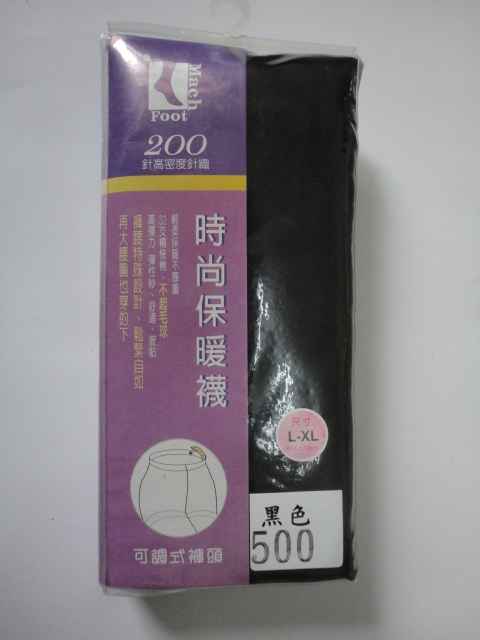 Mach
Foot
200
針高密度針織
時尚保暖襪
輕柔保暖不厚重
32支精梳棉、不起毛球
高彈力 彈性紗、舒適、服貼
褲腰特殊設計、鬆緊自如
再大腰圍也穿的下
可調式褲頭
尺寸
L-XL
黑色
500